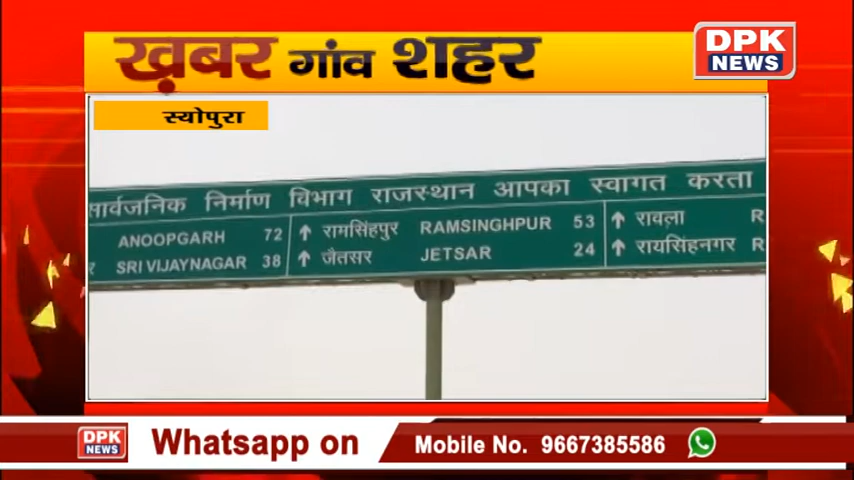 ख़बर गांव शहर
DPK
NEWS
स्योपुरा
सार्वजनिक निर्माण विभाग राजस्थान आपका स्वागत करता
ANOOPGARH 72 ↑ रामसिंहपुर RAMSINGHPUR 53 ↑ रावला
SRI VIJAYNAGAR 38 ↑ जैतसर JETSAR 24 ↑ रायसिंहनगर
DPK
NEWS
Whatsapp on
Mobile No. 9667385586